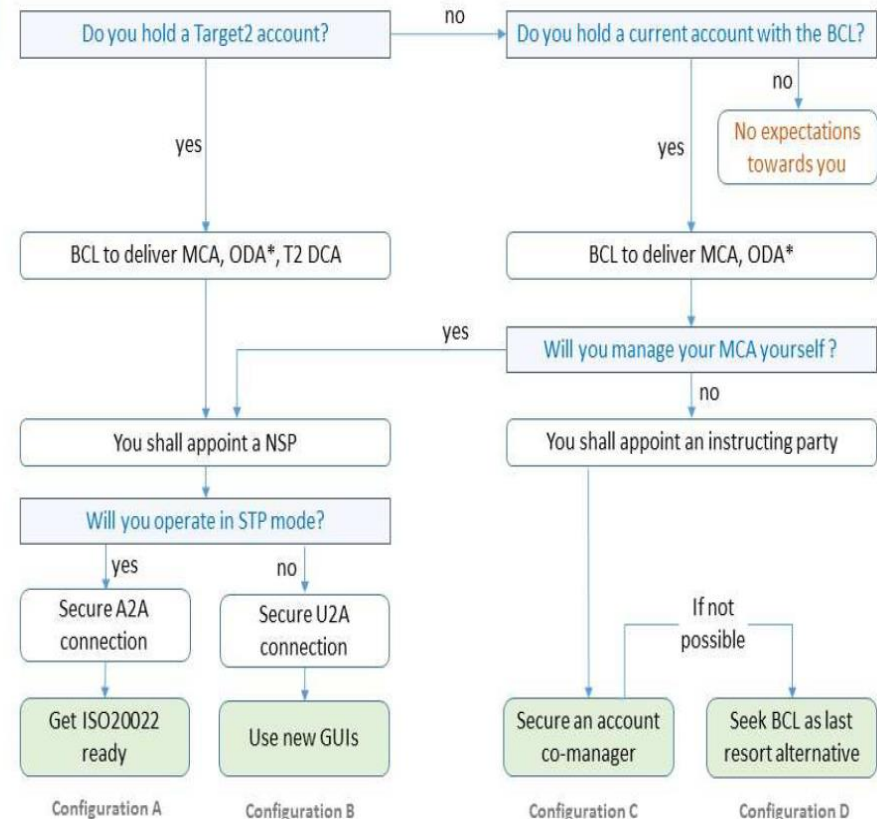 Do you hold a Target2 account?
no
Do you hold a current account with the BCL?
no
No expectations
towards you
yes
yes
BCL to deliver MCA, ODA*, T2 DCA
BCL to deliver MCA, ODA*
yes
Will you manage your MCA yourself ?
no
You shall appoint a NSP
You shall appoint an instructing party
Will you operate in STP mode?
yes
no
Secure A2A
connection
Secure U2A
connection
If not
possible
Get ISO20022
ready
Use new GUIs
Secure an account
co-manager
Seek BCL as last
resort alternative
Configuration A
Configuration B
Configuration C
Configuration D